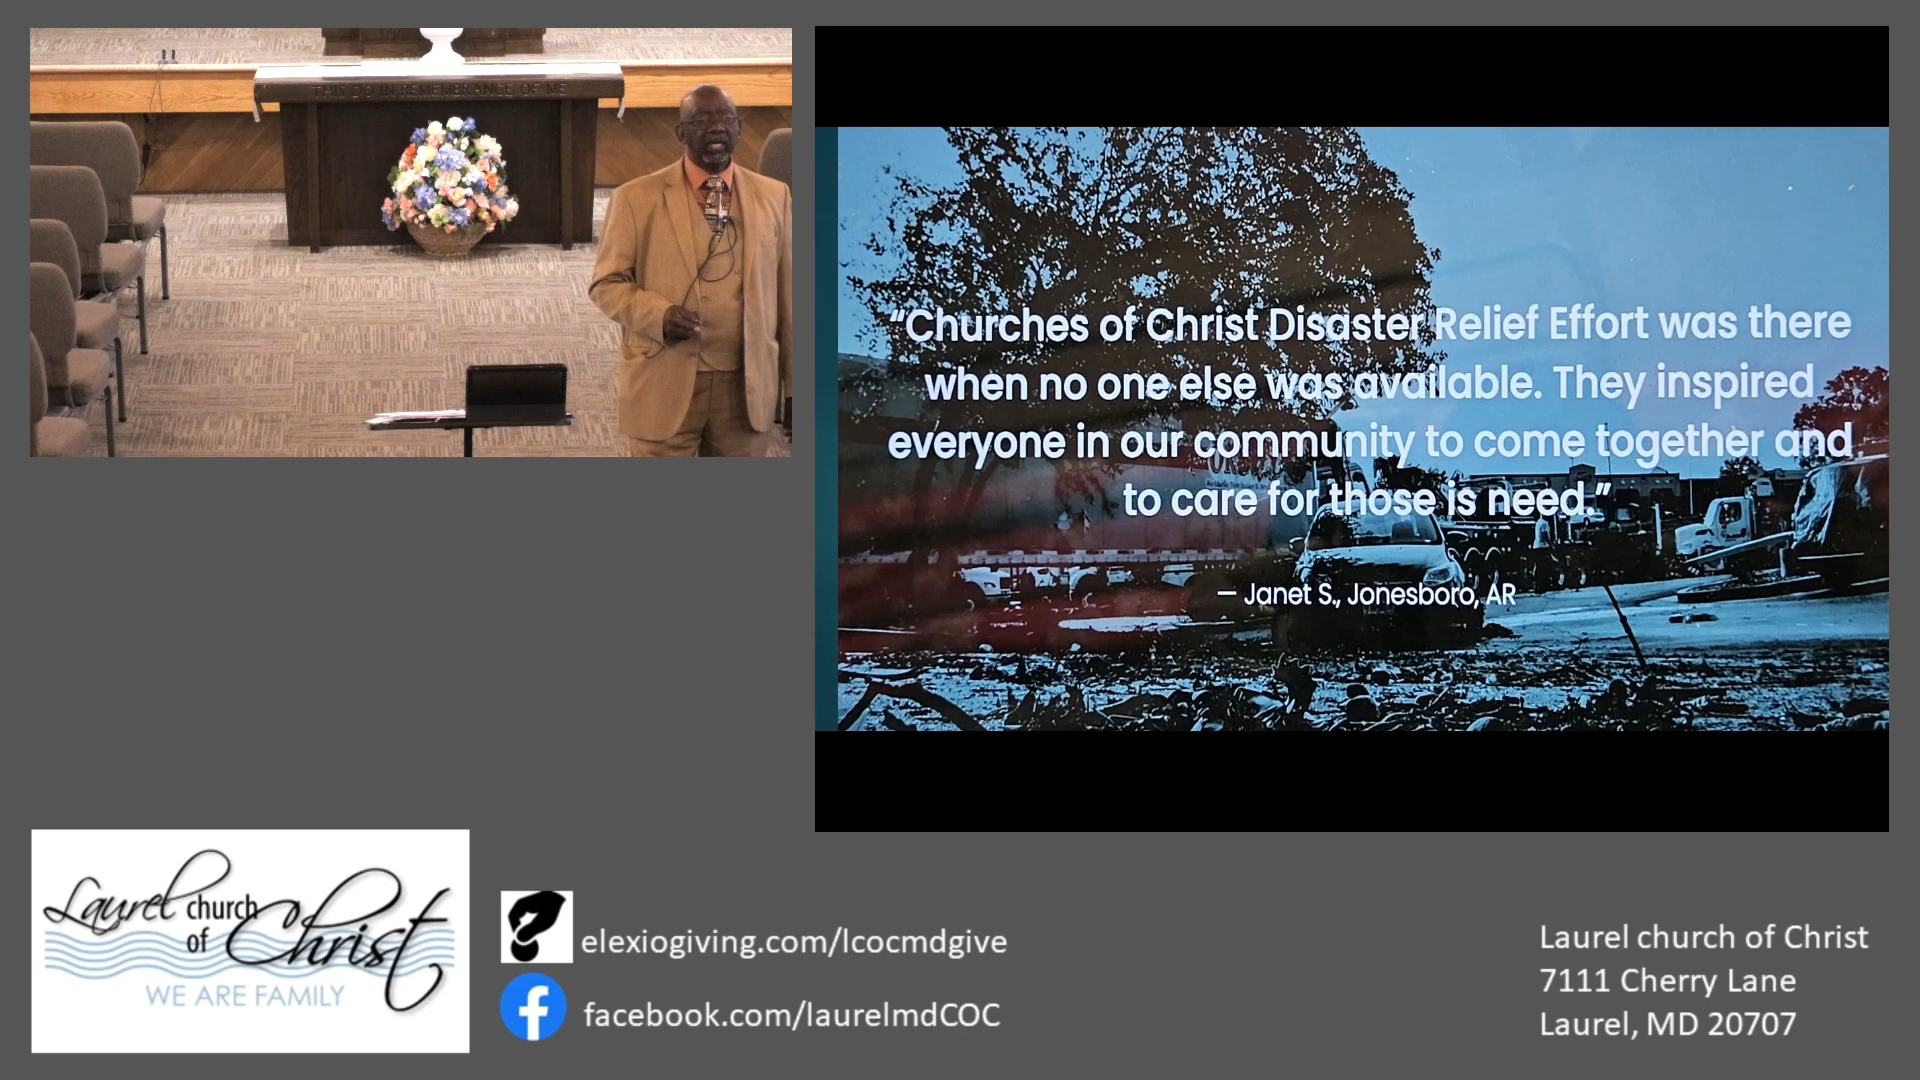 THIS DO IN REMEMBRANCE OF ME
“Churches of Christ Disaster Relief Effort was there
when no one else was available. They inspired
everyone in our community to come together and
to care for those is need.”
— Janet S., Jonesboro, AR
Laurel church
of Christ
WE ARE FAMILY
elexiogiving.com/lcocmdgive
facebook.com/laurelmdCOC
Laurel church of Christ
7111 Cherry Lane
Laurel, MD 20707